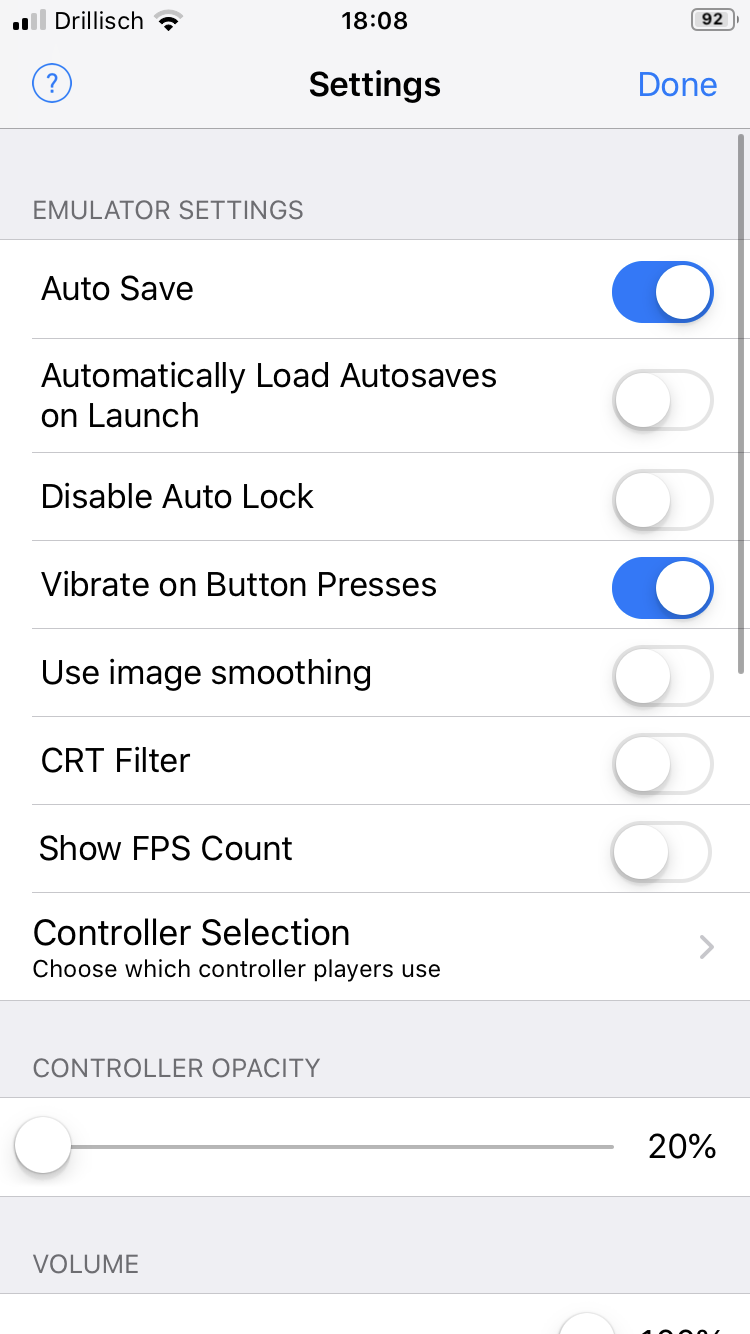 Drillisch 18:08 92
? Settings Done
EMULATOR SETTINGS
Auto Save
Automatically Load Autosaves
on Launch
Disable Auto Lock
Vibrate on Button Presses
Use image smoothing
CRT Filter
Show FPS Count
Controller Selection
Choose which controller players use
CONTROLLER OPACITY
20%
VOLUME
100%